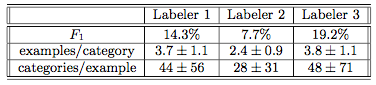 Labeler 1 Labeler 2 Labeler 3
F1 14.3% 7.7% 19.2%
examples/category 3.7 ± 1.1 2.4 ± 0.9 3.8 ± 1.1
categories/example 44 ± 56 28 ± 31 48 ± 71